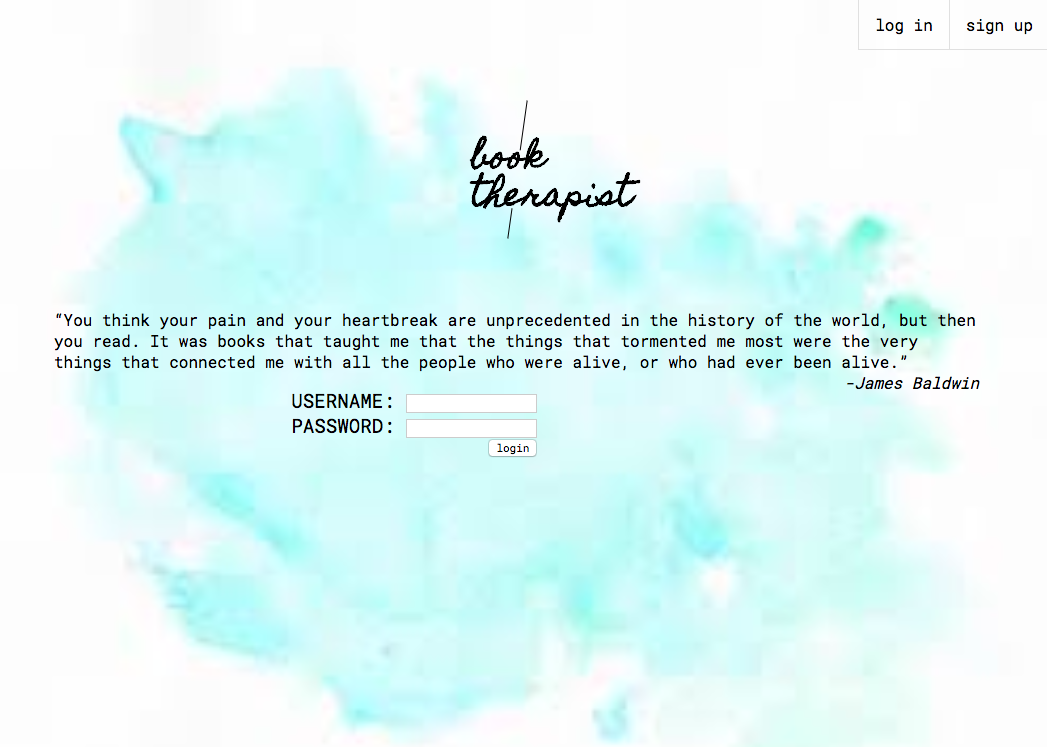 log in
sign up
book
therapist
"You think your pain and your heartbreak are unprecedented in the history of the world, but then
you read. It was books that taught me that the things that tormented me most were the very
things that connected me with all the people who were alive, or who had ever been alive."
-James Baldwin
USERNAME:
PASSWORD:
login